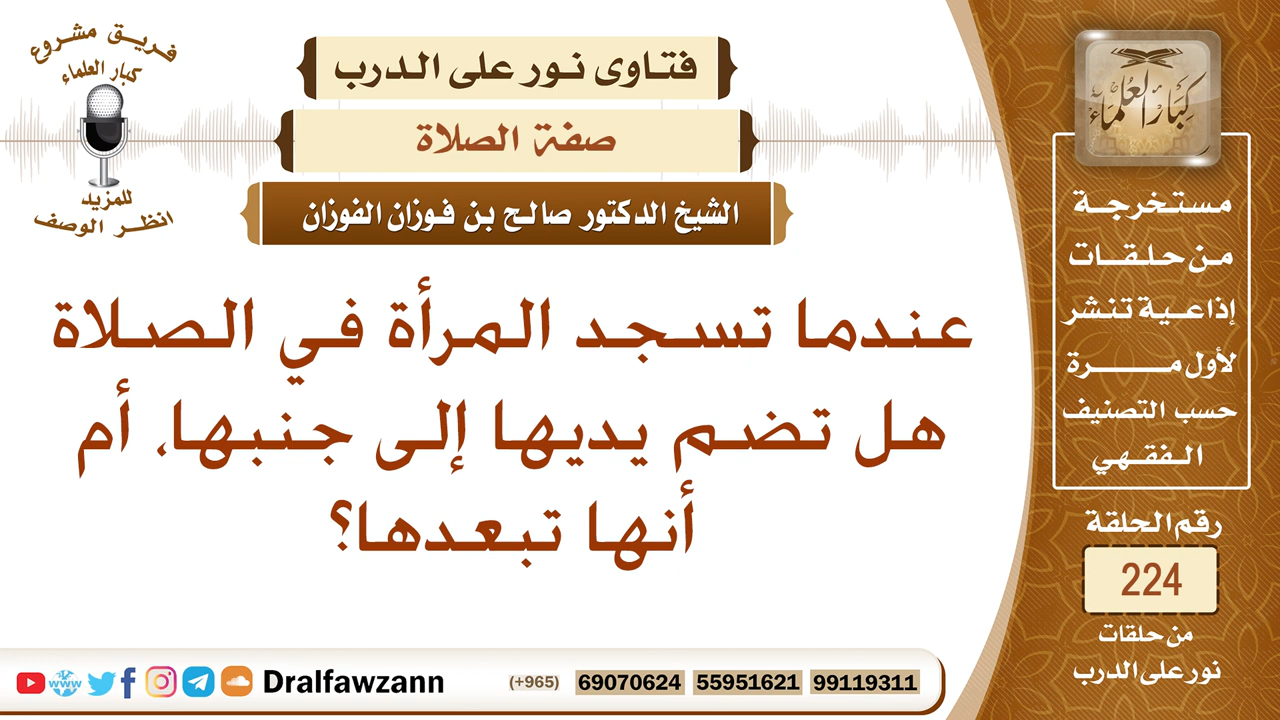 فريق مشروع
كبار العلماء
للمزيد
انظر الوصف
فتاوى نور على الدرب
صفة الصلاة
الشيخ الدكتور صالح بن فوزان الفوزان
عندما تسجد المرأة في الصلاة
هل تضم يديها إلى جنبها، أم
أنها تبعدها؟
كبار العلماء
مستخرجة
من حلقات
إذاعية تنشر
لأول مرة
حسب التصنيف
الفقهي
رقم الحلقة
224
من حلقات
نور على الدرب
www Dralfawzann (+965) 69070624 55951621 99119311